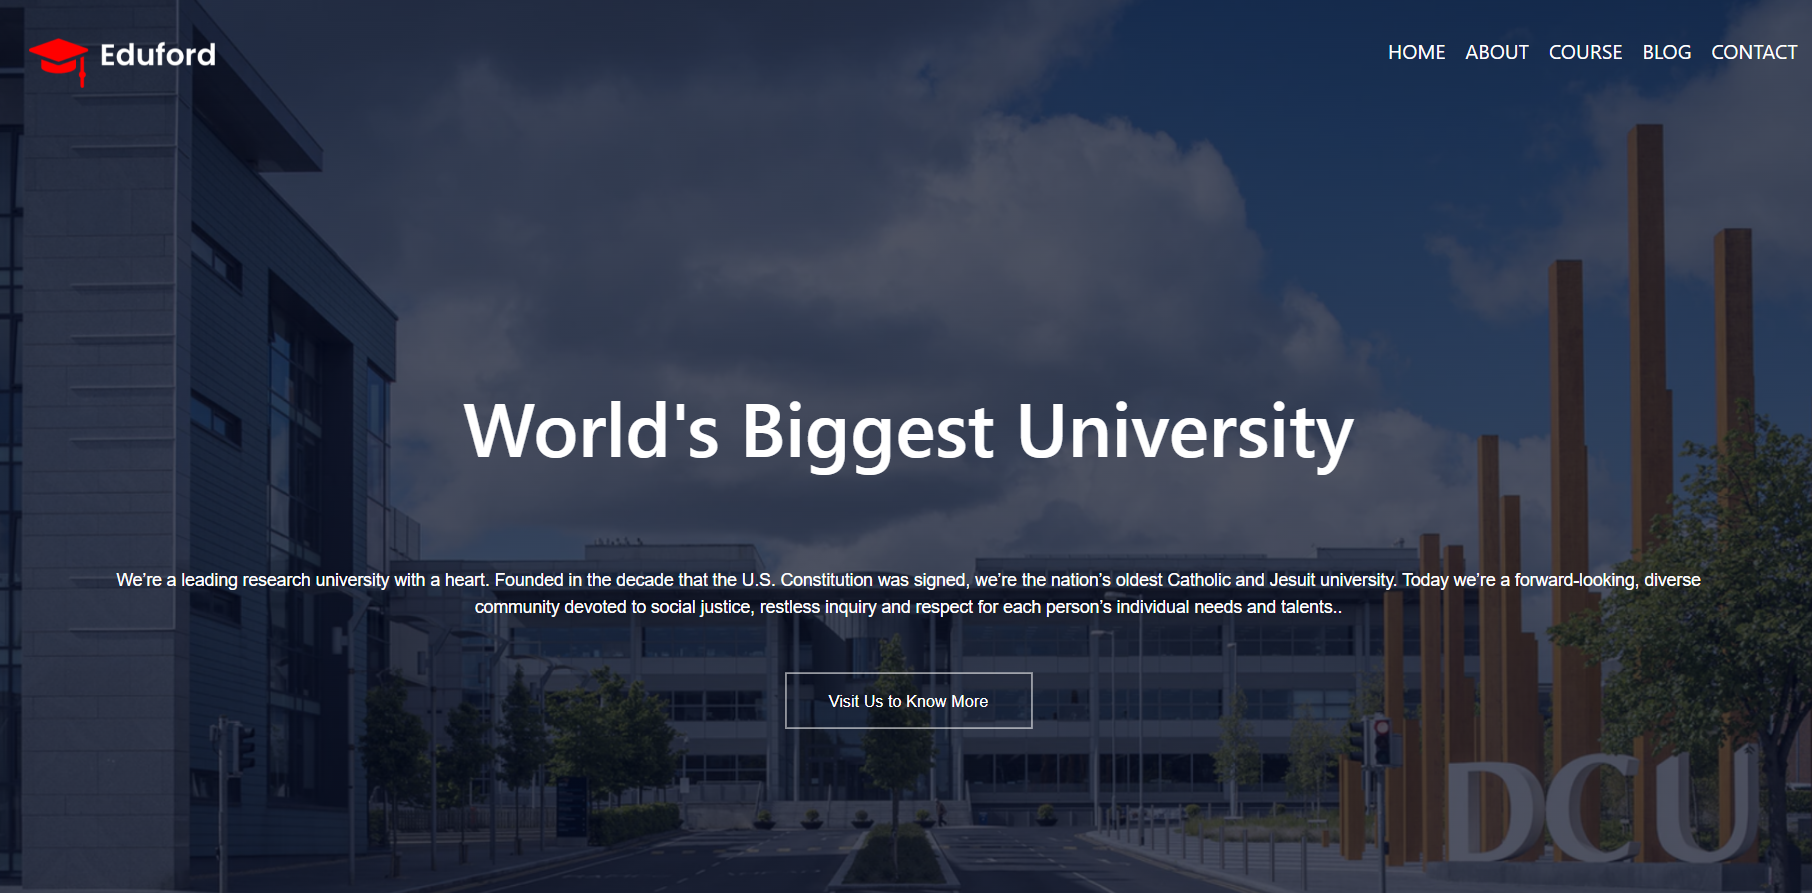 Eduford
HOME ABOUT COURSE BLOG CONTACT
World's Biggest University
We’re a leading research university with a heart. Founded in the decade that the U.S. Constitution was signed, we’re the nation’s oldest Catholic and Jesuit university. Today we’re a forward-looking, diverse
community devoted to social justice, restless inquiry and respect for each person’s individual needs and talents..
Visit Us to Know More
DCU